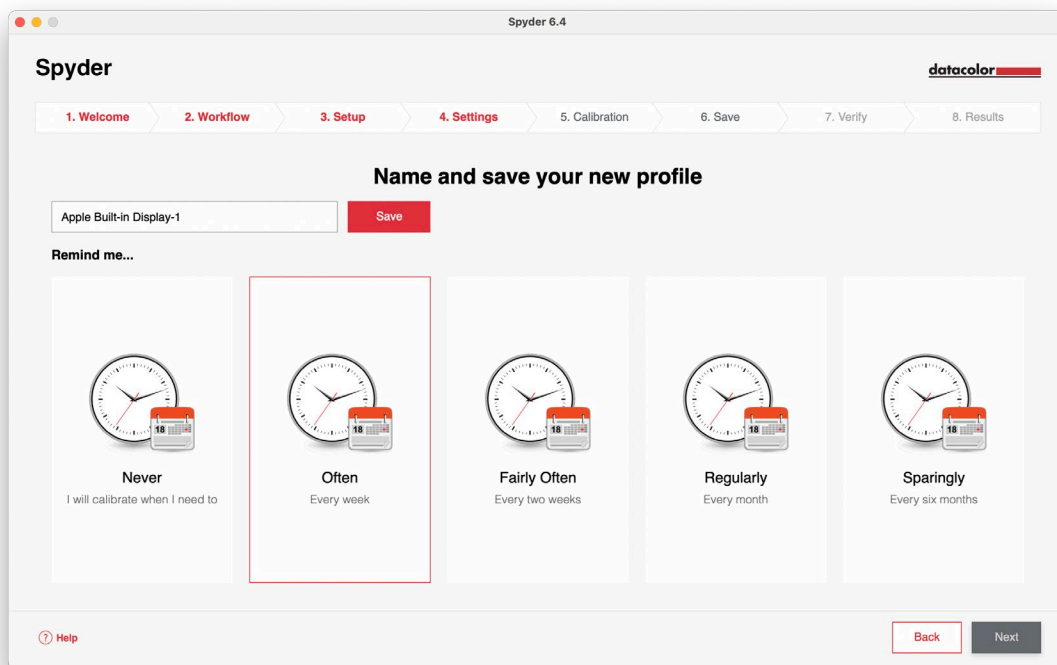 Spyder 6.4
Spyder
datacolor
1. Welcome
2. Workflow
3. Setup
4. Settings
5. Calibration
6. Save
7. Verify
8. Results
Name and save your new profile
Apple Built-in Display-1
Save
Remind me...
18
18
18
18
18
Never
Often
Fairly Often
Regularly
Sparingly
I will calibrate when I need to
Every week
Every two weeks
Every month
Every six months
? Help
Back
Next